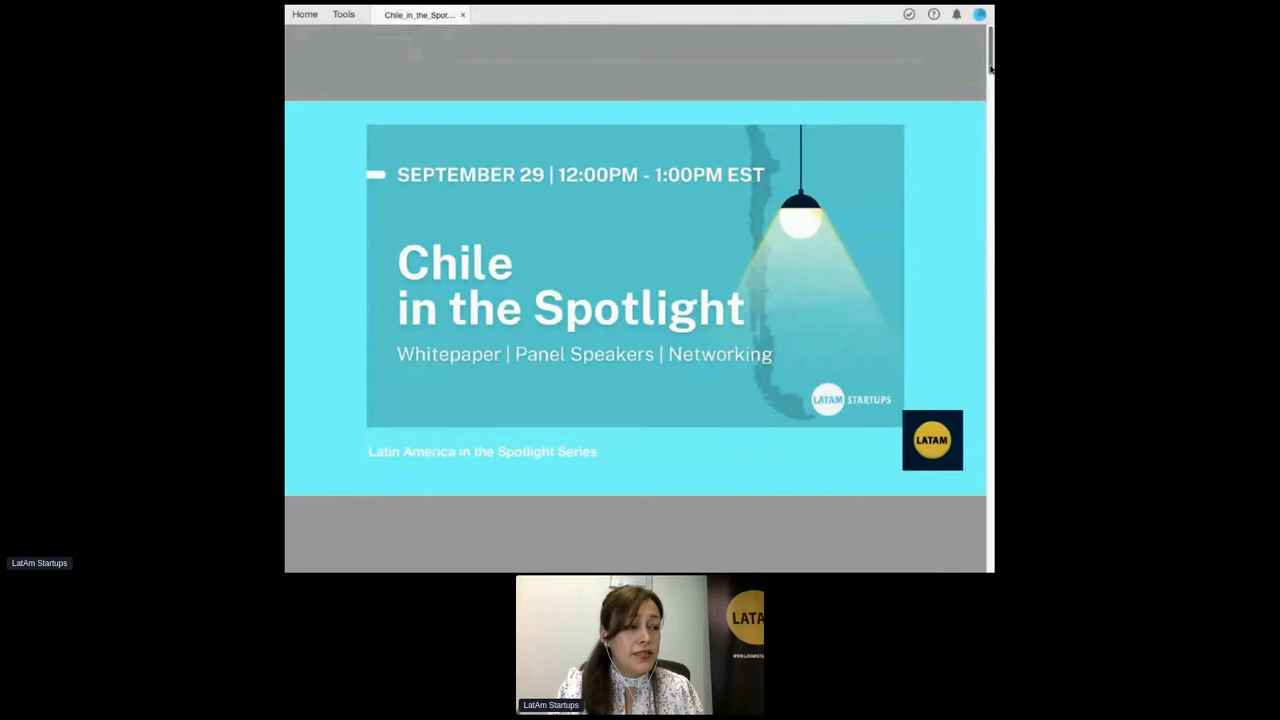 Home Tools Chile_in_the_Spot... ×
SEPTEMBER 29 | 12:00PM - 1:00PM EST
Chile
in the Spotlight
Whitepaper | Panel Speakers | Networking
LATAM STARTUPS
LATAM
Latin America in the Spotlight Series
LatAm Startups
LATA
LatAm Startups